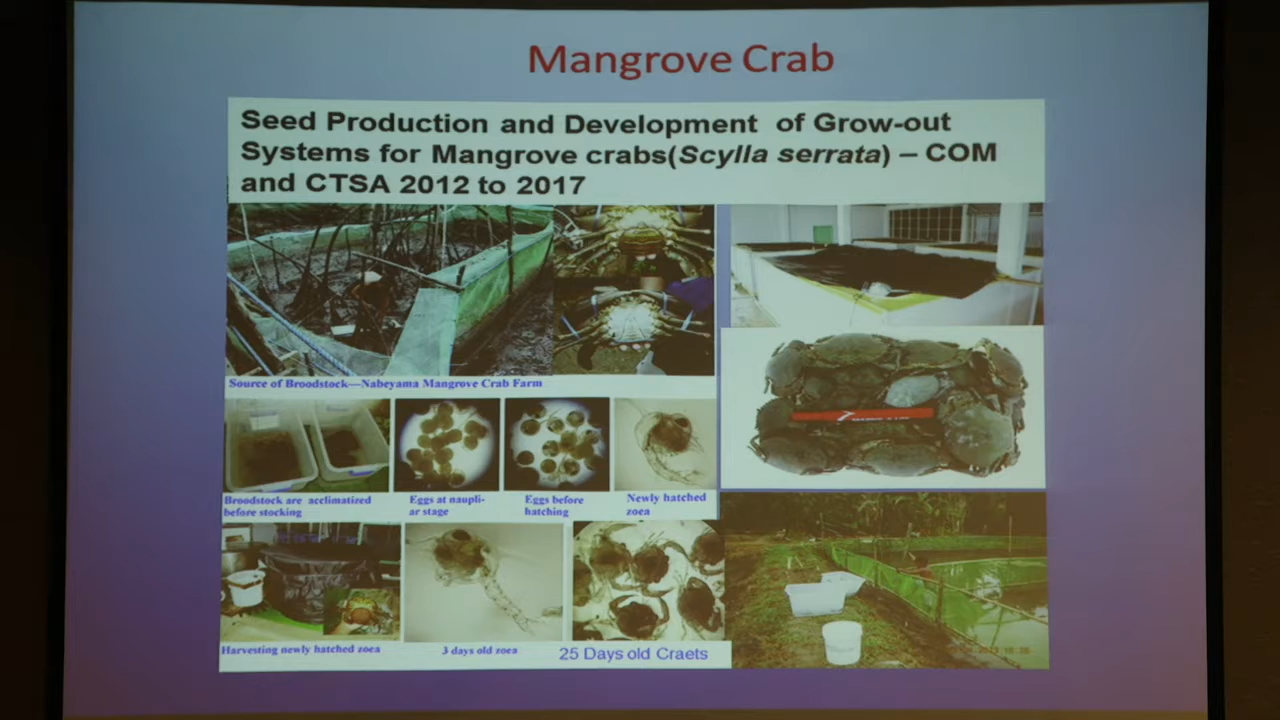 Mangrove Crab
Seed Production and Development of Grow-out
Systems for Mangrove crabs(Scylla serrata) – COM
and CTSA 2012 to 2017
Source of Broodstock—Nabeyama Mangrove Crab Farm
Broodstock are acclimatized
before stocking
Eggs at naupli-
ar stage
Eggs before
hatching
Newly hatched
zoea
Harvesting newly hatched zoea
3 days old zoea
25 Days old Craets